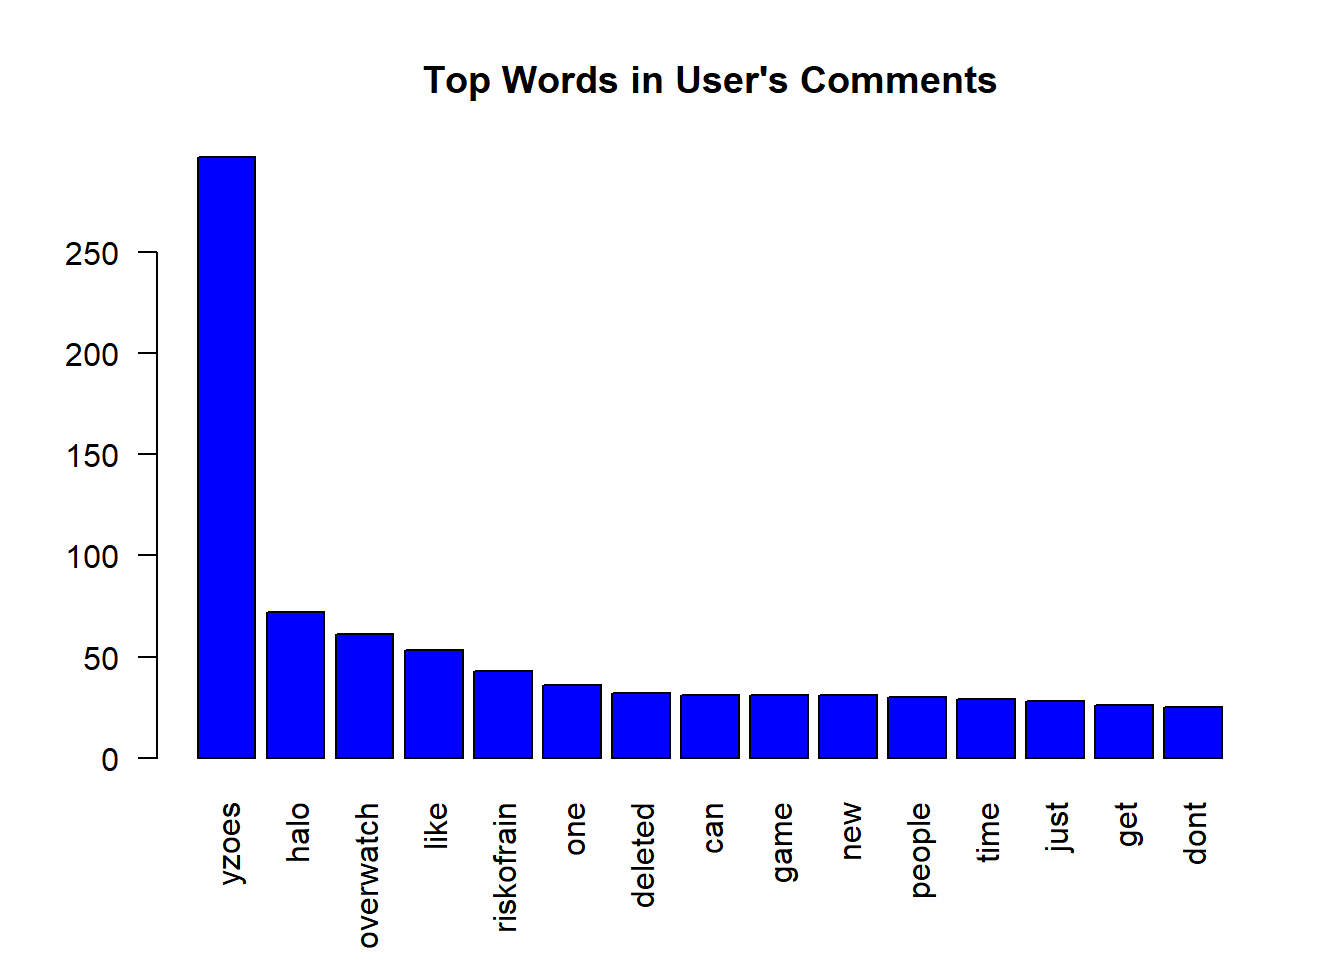 Top Words in User's Comments
250
200
150
100
50
0
yzoes
halo
overwatch
like
riskofrain
one
deleted
can
game
new
people
time
just
get
dont